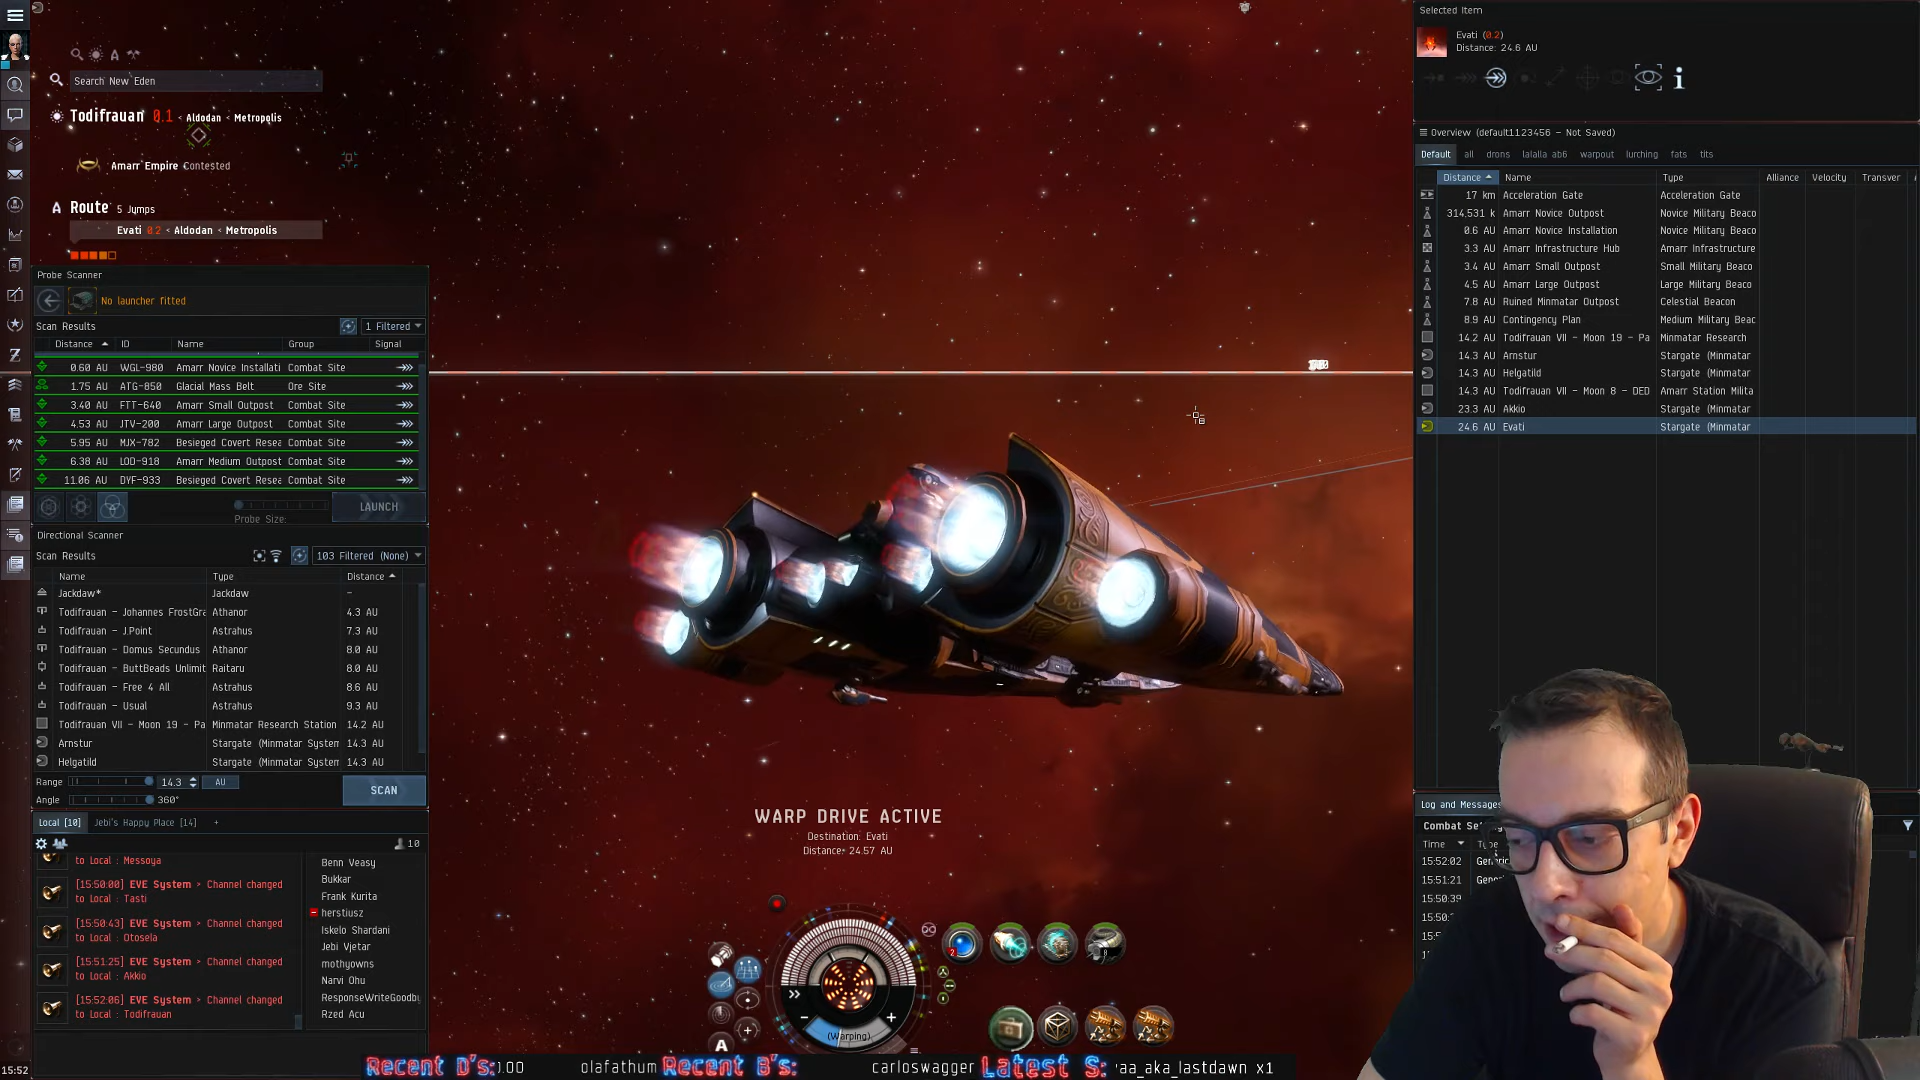 Search New Eden
Todifrauan 0.1 < Aldodan < Metropolis
Amarr Empire Contested
Route 5 Jumps
Evati 0.2 < Aldodan < Metropolis
Probe Scanner
No launcher fitted
Scan Results
1 Filtered
Distance ID Name Group Signal
0.60 AU WGL-980 Amarr Novice Installati Combat Site
1.75 AU ATG-850 Glacial Mass Belt Ore Site
3.40 AU FTT-640 Amarr Small Outpost Combat Site
4.53 AU JTV-200 Amarr Large Outpost Combat Site
5.95 AU MJX-782 Besieged Covert Resea Combat Site
6.38 AU LOD-918 Amarr Medium Outpost Combat Site
11.06 AU DYF-933 Besieged Covert Resea Combat Site
Probe Size:
LAUNCH
Directional Scanner
Scan Results
103 Filtered (None)
Name Type Distance
Jackdaw* Jackdaw -
Todifrauan - Johannes FrostGra Athanor 4.3 AU
Todifrauan - J.Point Astrahus 7.3 AU
Todifrauan - Domus Secundus Athanor 8.0 AU
Todifrauan - ButtBeads Unlimit Raitaru 8.0 AU
Todifrauan - Free 4 All Astrahus 8.6 AU
Todifrauan - Usual Astrahus 9.3 AU
Todifrauan VII - Moon 19 - Pa Minmatar Research Station 14.2 AU
Arnstur Stargate (Minmatar System 14.3 AU
Helgatild Stargate (Minmatar System 14.3 AU
Range 14.3 AU
Angle 360°
SCAN
Local [10] Jebi's Happy Place [14] +
10
to Local : Messoya
[15:50:00] EVE System > Channel changed
to Local : Tasti
[15:50:43] EVE System > Channel changed
to Local : Otosela
[15:51:25] EVE System > Channel changed
to Local : Akkio
[15:52:06] EVE System > Channel changed
to Local : Todifrauan
Benn Veasy
Bukkar
Frank Kurita
herstiusz
Iskelo Shardani
Jebi Vjetar
mothyowns
Narvi Ohu
ResponseWriteGoodby
Rzed Acu
15:52
WARP DRIVE ACTIVE
Destination: Evati
Distance: 24.57 AU
(Warping)
A
2
8
Recent D's: 0.00 olafathum Recent B's: carloswagger Latest S: aa_aka_lastdawn x1
Selected Item
Evati (0.2)
Distance: 24.6 AU
Overview (default1123456 - Not Saved)
Default all drons lalalla ab6 warpout lurching fats tits
Distance Name Type Alliance Velocity Transver
17 km Acceleration Gate Acceleration Gate
314,531 k Amarr Novice Outpost Novice Military Beaco
0.6 AU Amarr Novice Installation Novice Military Beaco
3.3 AU Amarr Infrastructure Hub Amarr Infrastructure
3.4 AU Amarr Small Outpost Small Military Beaco
4.5 AU Amarr Large Outpost Large Military Beaco
7.8 AU Ruined Minmatar Outpost Celestial Beacon
8.9 AU Contingency Plan Medium Military Beac
14.2 AU Todifrauan VII - Moon 19 - Pa Minmatar Research
14.3 AU Arnstur Stargate (Minmatar
14.3 AU Helgatild Stargate (Minmatar
14.3 AU Todifrauan VII - Moon 8 - DED Amarr Station Milita
23.3 AU Akkio Stargate (Minmatar
24.6 AU Evati Stargate (Minmatar
Log and Messages
Combat Se
Time Type
15:52:02 Generic
15:51:21 Gene
15:50:39
15:50:
15:5
15: